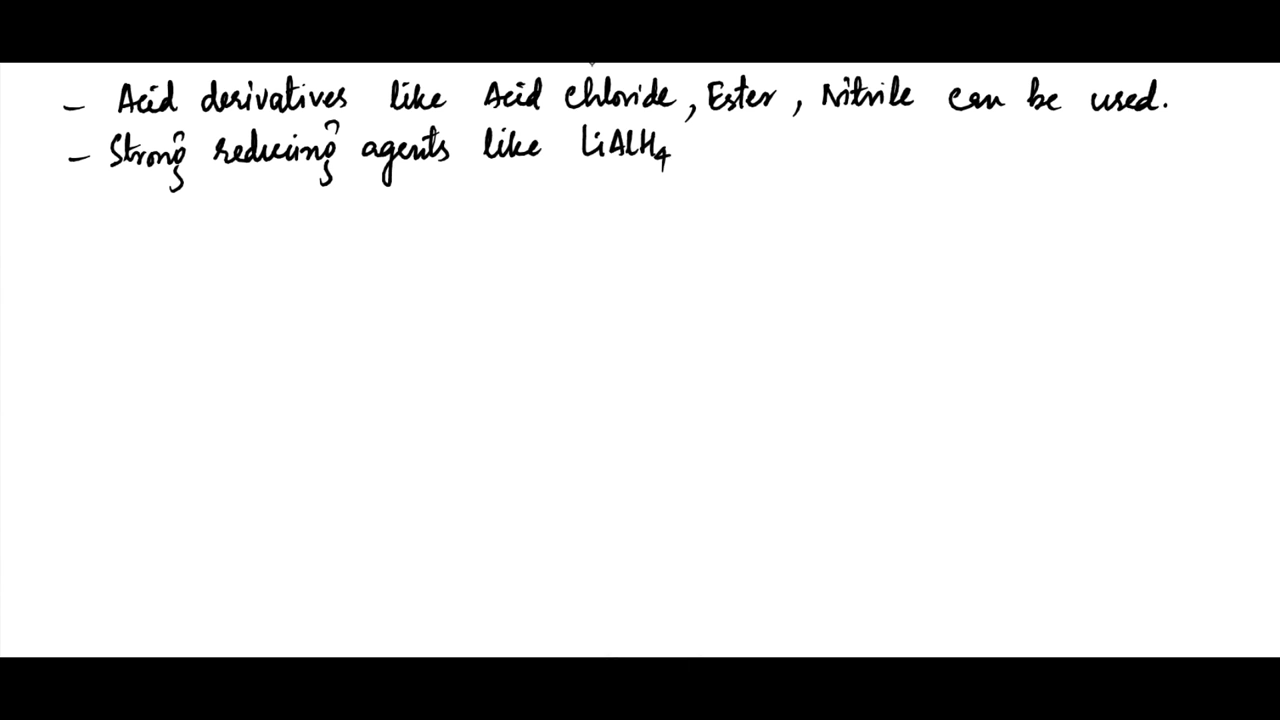 - Acid derivatives like Acid chloride, Ester, Nitrile can be used.
- Strong reducing agents like LiAlH4